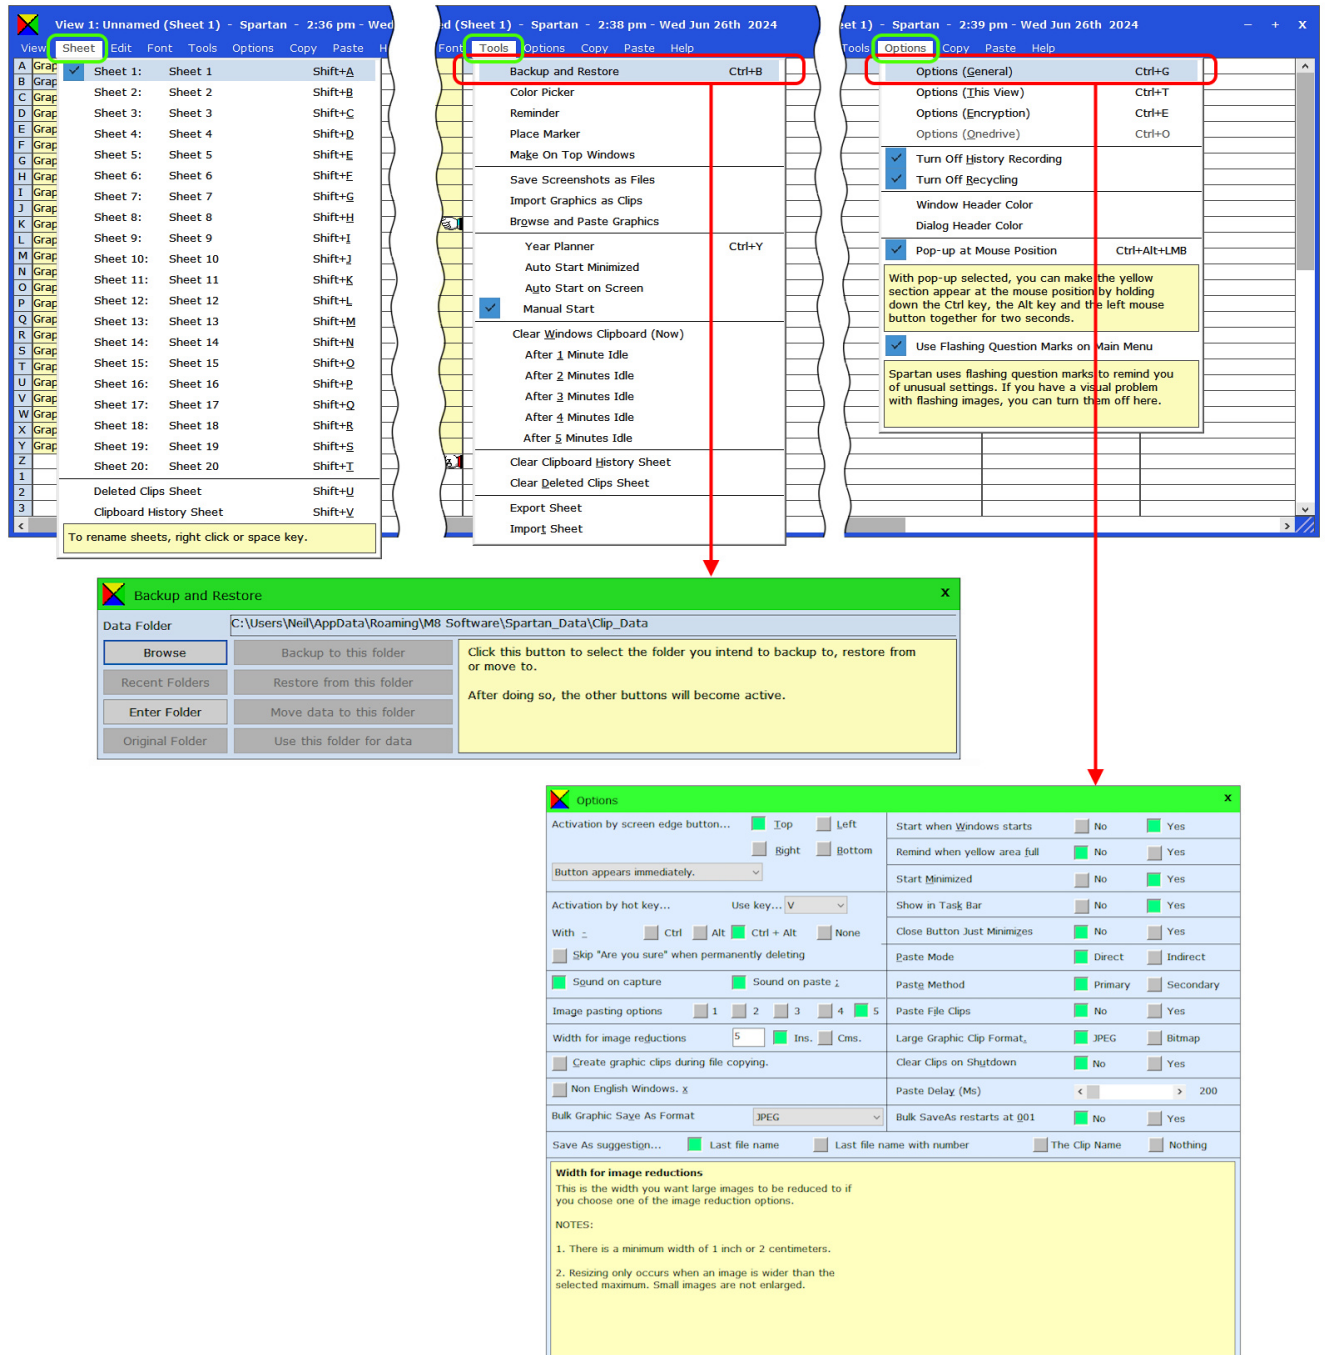 View 1: Unnamed (Sheet 1) - Spartan - 2:36 pm - Wed
View Sheet Edit Font Tools Options Copy Paste H
A Grap
B Grap
C Grap
D Grap
E Grap
F Grap
G Grap
H Grap
I Grap
J Grap
K Grap
L Grap
M Grap
N Grap
O Grap
P Grap
Q Grap
R Grap
S Grap
T Grap
U Grap
V Grap
W Grap
X Grap
Y Grap
Z
1
2
3
Sheet 1: Sheet 1 Shift+A
Sheet 2: Sheet 2 Shift+B
Sheet 3: Sheet 3 Shift+C
Sheet 4: Sheet 4 Shift+D
Sheet 5: Sheet 5 Shift+E
Sheet 6: Sheet 6 Shift+F
Sheet 7: Sheet 7 Shift+G
Sheet 8: Sheet 8 Shift+H
Sheet 9: Sheet 9 Shift+I
Sheet 10: Sheet 10 Shift+J
Sheet 11: Sheet 11 Shift+K
Sheet 12: Sheet 12 Shift+L
Sheet 13: Sheet 13 Shift+M
Sheet 14: Sheet 14 Shift+N
Sheet 15: Sheet 15 Shift+O
Sheet 16: Sheet 16 Shift+P
Sheet 17: Sheet 17 Shift+Q
Sheet 18: Sheet 18 Shift+R
Sheet 19: Sheet 19 Shift+S
Sheet 20: Sheet 20 Shift+T
Deleted Clips Sheet Shift+U
Clipboard History Sheet Shift+V
To rename sheets, right click or space key.
ed (Sheet 1) - Spartan - 2:38 pm - Wed Jun 26th 2024
Font Tools Options Copy Paste Help
Backup and Restore Ctrl+B
Color Picker
Reminder
Place Marker
Make On Top Windows
Save Screenshots as Files
Import Graphics as Clips
Browse and Paste Graphics
Year Planner Ctrl+Y
Auto Start Minimized
Auto Start on Screen
Manual Start
Clear Windows Clipboard (Now)
After 1 Minute Idle
After 2 Minutes Idle
After 3 Minutes Idle
After 4 Minutes Idle
After 5 Minutes Idle
Clear Clipboard History Sheet
Clear Deleted Clips Sheet
Export Sheet
Import Sheet
eet 1) - Spartan - 2:39 pm - Wed Jun 26th 2024 − + X
Tools Options Copy Paste Help
Options (General) Ctrl+G
Options (This View) Ctrl+T
Options (Encryption) Ctrl+E
Options (Onedrive) Ctrl+O
Turn Off History Recording
Turn Off Recycling
Window Header Color
Dialog Header Color
Pop-up at Mouse Position Ctrl+Alt+LMB
With pop-up selected, you can make the yellow
section appear at the mouse position by holding
down the Ctrl key, the Alt key and the left mouse
button together for two seconds.
Use Flashing Question Marks on Main Menu
Spartan uses flashing question marks to remind you
of unusual settings. If you have a visual problem
with flashing images, you can turn them off here.
Backup and Restore x
Data Folder C:\Users\Neil\AppData\Roaming\M8 Software\Spartan_Data\Clip_Data
Browse Backup to this folder
Recent Folders Restore from this folder
Enter Folder Move data to this folder
Original Folder Use this folder for data
Click this button to select the folder you intend to backup to, restore from
or move to.
After doing so, the other buttons will become active.
Options x
Activation by screen edge button... Top Left
Right Bottom
Button appears immediately.
Activation by hot key... Use key... V
With - Ctrl Alt Ctrl + Alt None
Skip "Are you sure" when permanently deleting
Sound on capture Sound on paste ;
Image pasting options 1 2 3 4 5
Width for image reductions 5 Ins. Cms.
Create graphic clips during file copying.
Non English Windows. x
Bulk Graphic Save As Format JPEG
Start when Windows starts No Yes
Remind when yellow area full No Yes
Start Minimized No Yes
Show in Task Bar No Yes
Close Button Just Minimizes No Yes
Paste Mode Direct Indirect
Paste Method Primary Secondary
Paste File Clips No Yes
Large Graphic Clip Format. JPEG Bitmap
Clear Clips on Shutdown No Yes
Paste Delay (Ms) < > 200
Bulk SaveAs restarts at 001 No Yes
Save As suggestion... Last file name Last file name with number The Clip Name Nothing
Width for image reductions
This is the width you want large images to be reduced to if
you choose one of the image reduction options.
NOTES:
1. There is a minimum width of 1 inch or 2 centimeters.
2. Resizing only occurs when an image is wider than the
selected maximum. Small images are not enlarged.